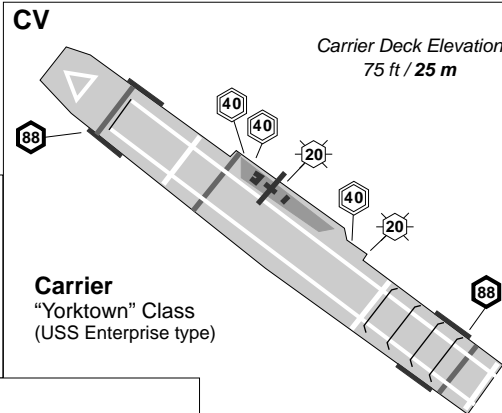 CV
Carrier Deck Elevation
75 ft / 25 m
40
40
88
20
40
20
88
Carrier
“Yorktown” Class
(USS Enterprise type)